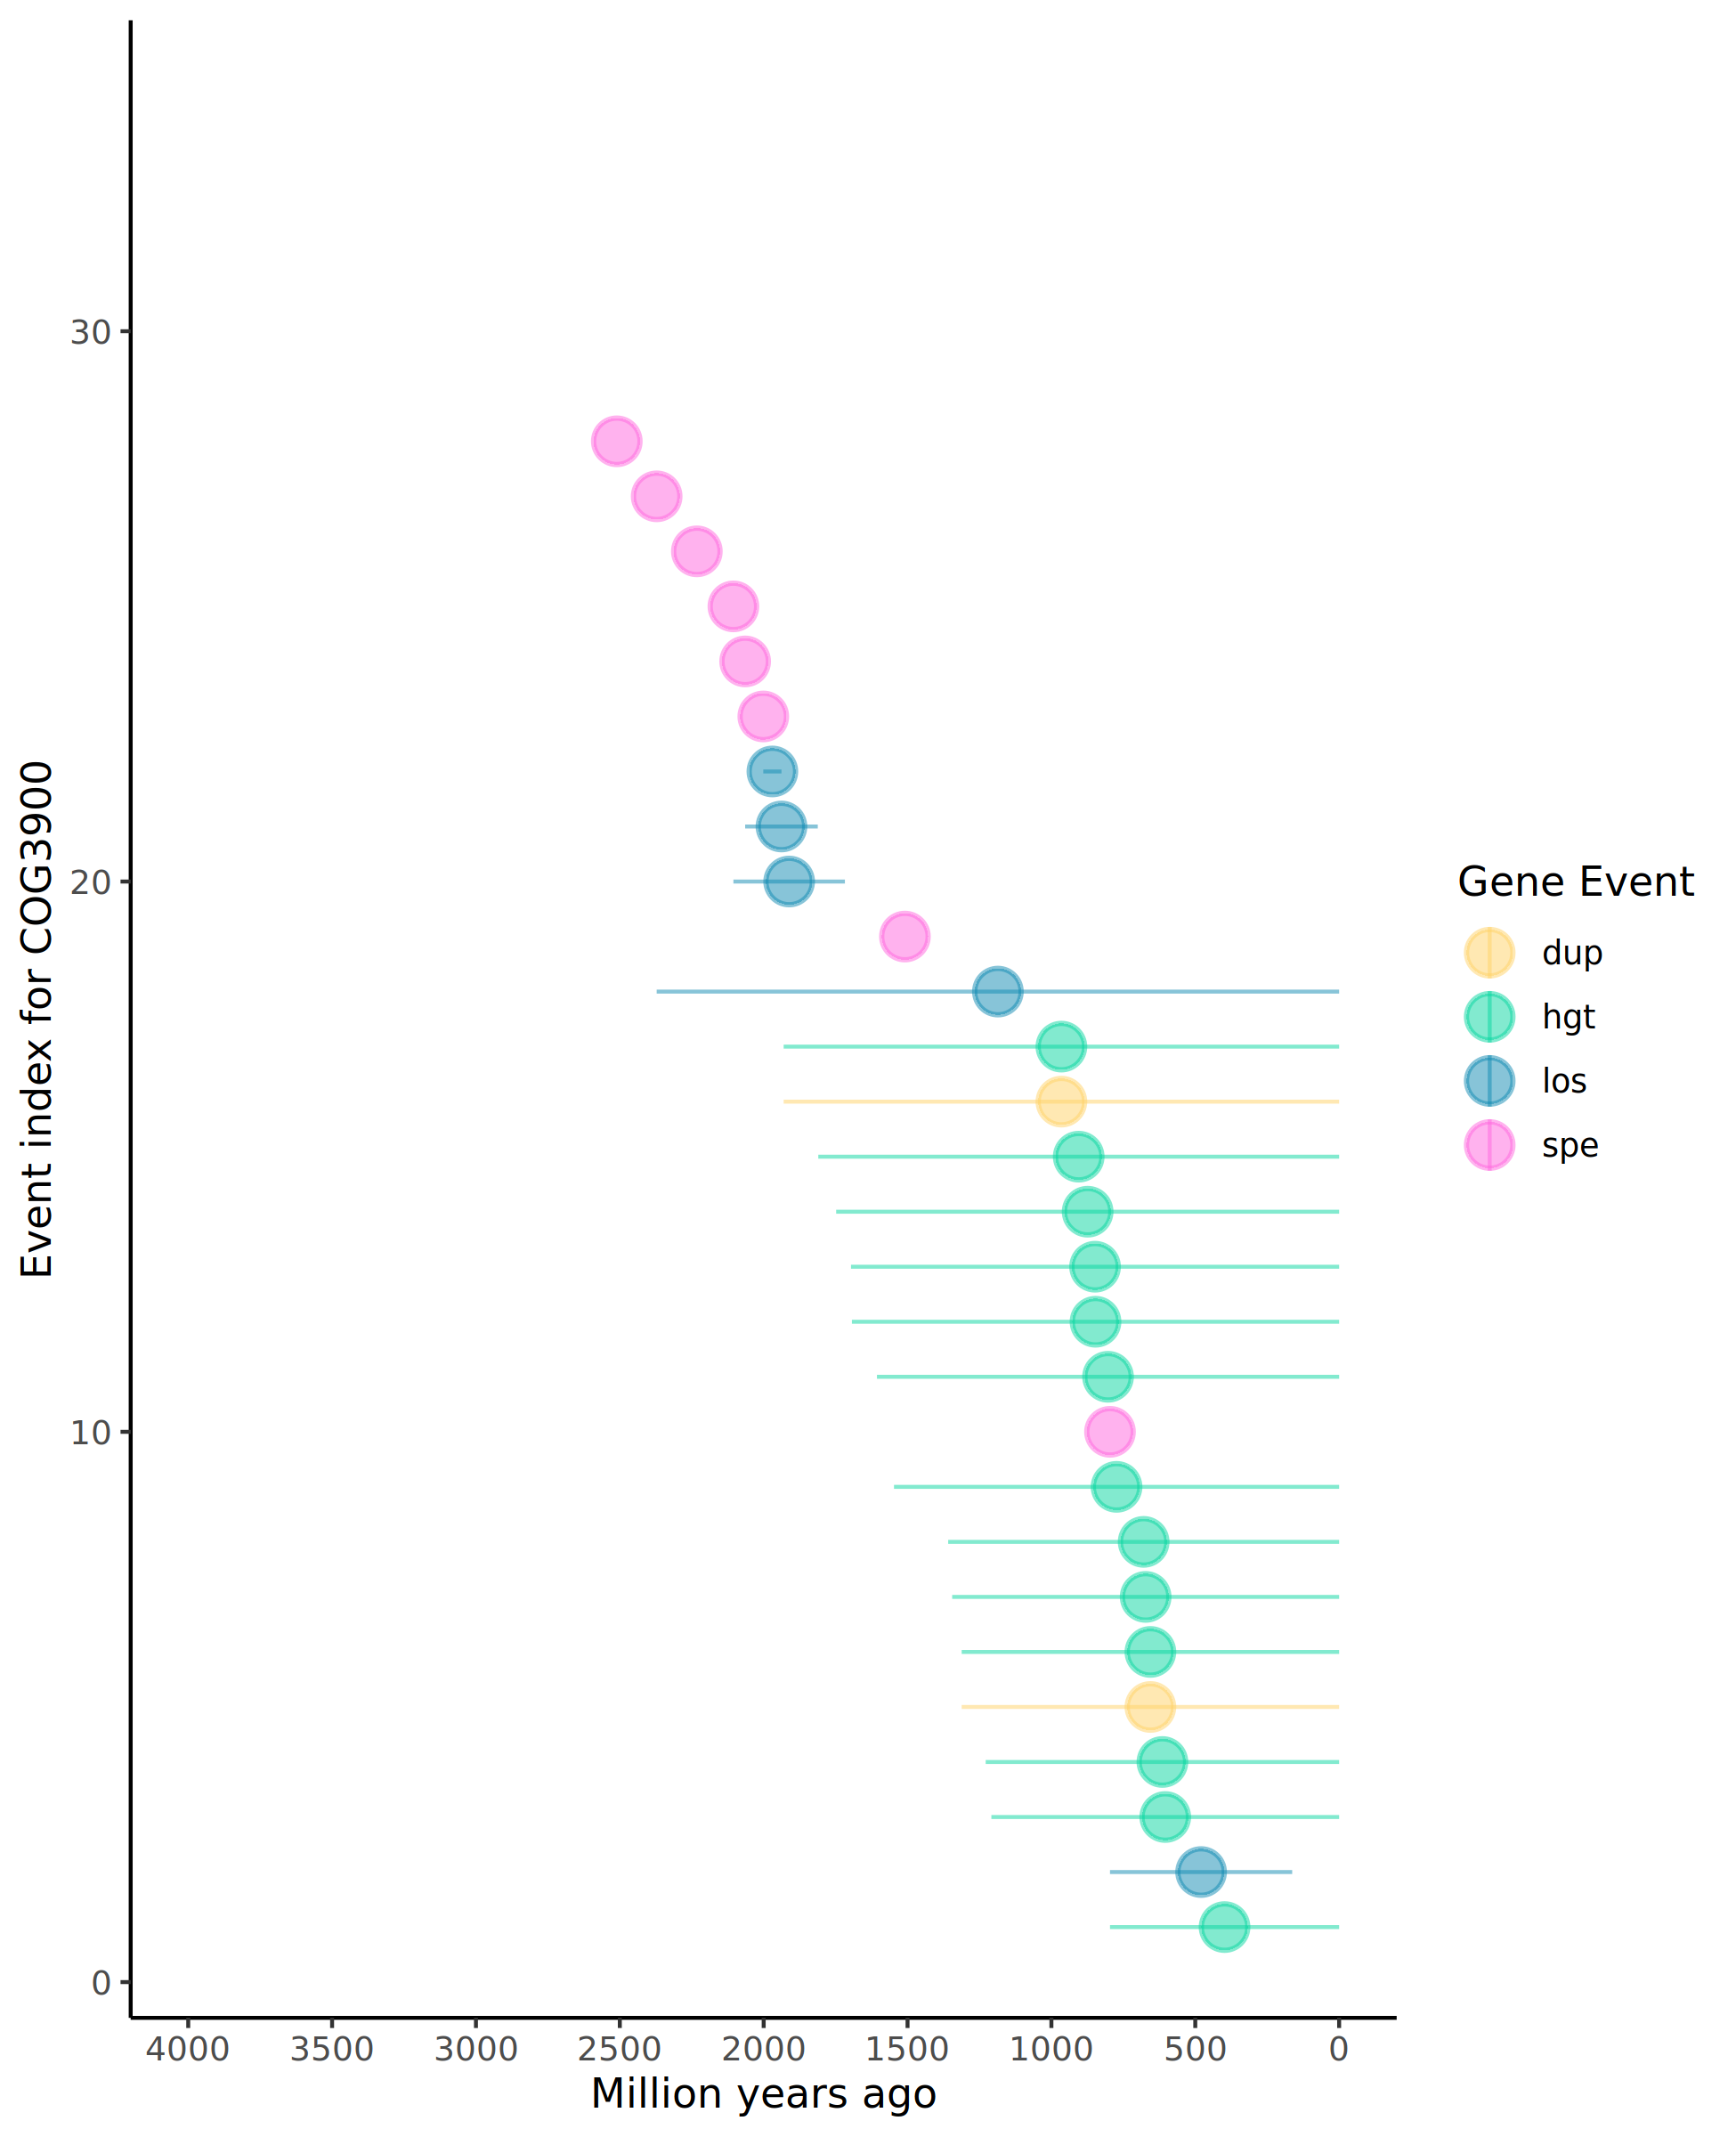 Event index for COG3900
30
20
10
0
4000 3500 3000 2500 2000 1500 1000 500 0
Million years ago
Gene Event
dup
hgt
los
spe